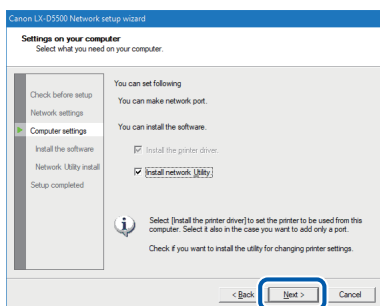 Canon LX-D5500 Network setup wizard
Settings on your computer
Select what you need on your computer.
Check before setup
Network settings
Computer settings
Install the software
Network Utility install
Setup completed
You can set following
You can make network port.
You can install the software.
Install the printer driver.
Install network Utility.
Select [Install the printer driver] to set the printer to be used from this
computer. Select it also in the case you want to add only a port.
Check if you want to install the utility for changing printer settings.
< Back
Next >
Cancel